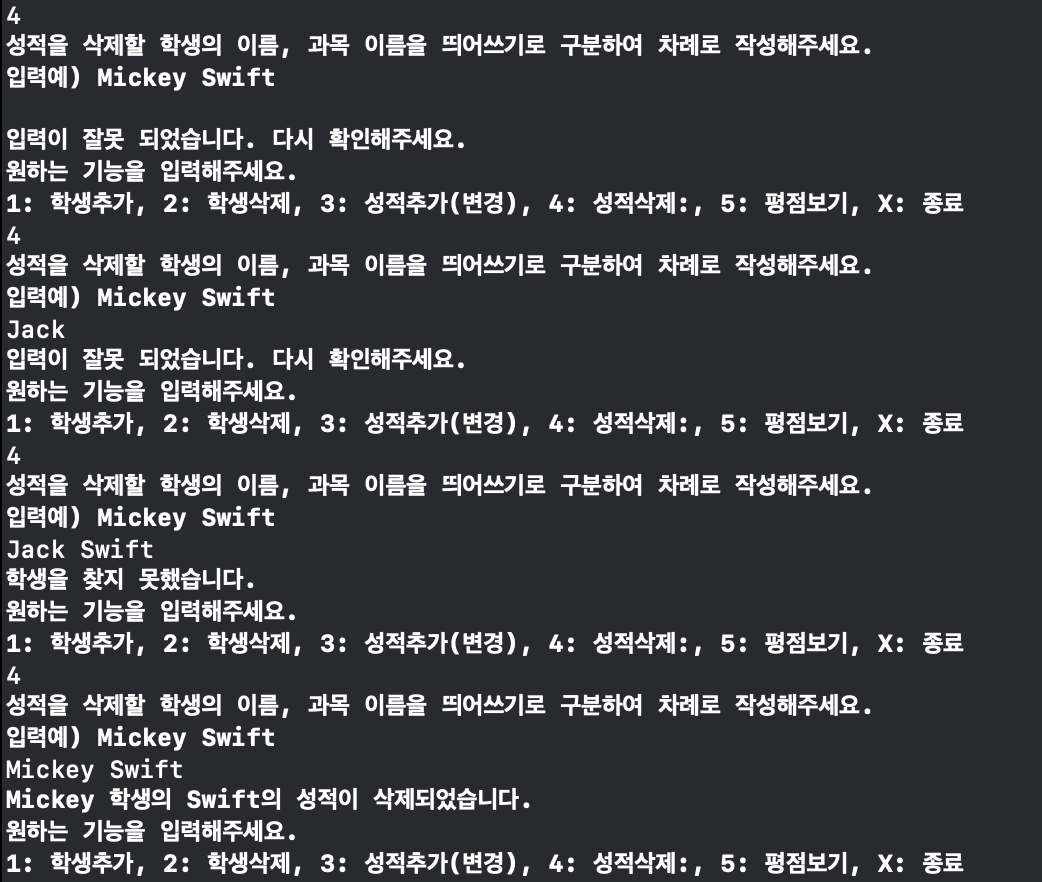 4
성적을 삭제할 학생의 이름, 과목 이름을 띄어쓰기로 구분하여 차례로 작성해주세요.
입력예) Mickey Swift
입력이 잘못 되었습니다. 다시 확인해주세요.
원하는 기능을 입력해주세요.
1: 학생추가, 2: 학생삭제, 3: 성적추가(변경), 4: 성적삭제:, 5: 평점보기, X: 종료
4
성적을 삭제할 학생의 이름, 과목 이름을 띄어쓰기로 구분하여 차례로 작성해주세요.
입력예) Mickey Swift
Jack
입력이 잘못 되었습니다. 다시 확인해주세요.
원하는 기능을 입력해주세요.
1: 학생추가, 2: 학생삭제, 3: 성적추가(변경), 4: 성적삭제:, 5: 평점보기, X: 종료
4
성적을 삭제할 학생의 이름, 과목 이름을 띄어쓰기로 구분하여 차례로 작성해주세요.
입력예) Mickey Swift
Jack Swift
학생을 찾지 못했습니다.
원하는 기능을 입력해주세요.
1: 학생추가, 2: 학생삭제, 3: 성적추가(변경), 4: 성적삭제:, 5: 평점보기, X: 종료
4
성적을 삭제할 학생의 이름, 과목 이름을 띄어쓰기로 구분하여 차례로 작성해주세요.
입력예) Mickey Swift
Mickey Swift
Mickey 학생의 Swift의 성적이 삭제되었습니다.
원하는 기능을 입력해주세요.
1: 학생추가, 2: 학생삭제, 3: 성적추가(변경), 4: 성적삭제:, 5: 평점보기, X: 종료